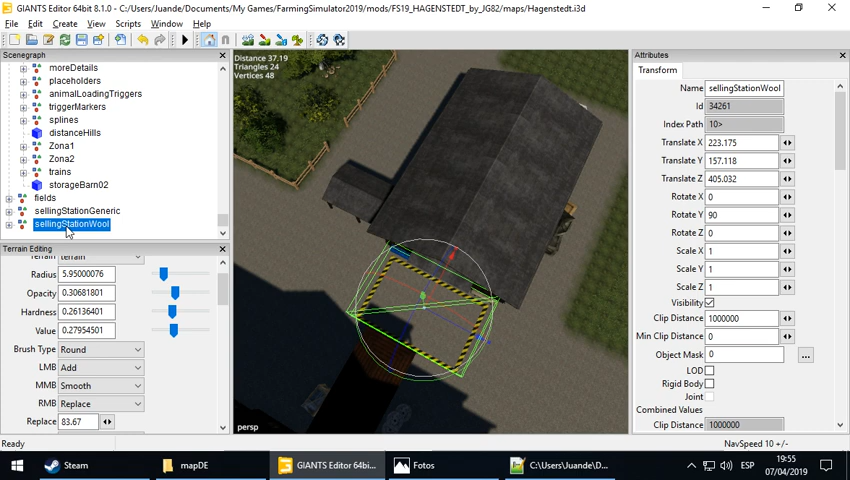 GIANTS Editor 64bit 8.1.0 - C:/Users/Juande/Documents/My Games/FarmingSimulator2019/mods/FS19_HAGENSTEDT_by_JG82/maps/Hagenstedt.i3d
File Edit Create View Scripts Window Help
Scenegraph
moreDetails
placeholders
animalLoadingTriggers
triggerMarkers
splines
distanceHills
Zona1
Zona2
trains
storageBarn02
fields
sellingStationGeneric
sellingStationWool
Terrain Editing
Terrain terrain
Radius 5.95000076
Opacity 0.30681801
Hardness 0.26136401
Value 0.27954501
Brush Type Round
LMB Add
MMB Smooth
RMB Replace
Replace 83.67
Distance 37.19
Triangles 24
Vertices 48
persp
Attributes
Transform
Name sellingStationWool
Id 34261
Index Path 10>
Translate X 223.175
Translate Y 157.118
Translate Z 405.032
Rotate X 0
Rotate Y 90
Rotate Z 0
Scale X 1
Scale Y 1
Scale Z 1
Visibility
Clip Distance 1000000
Min Clip Distance 0
Object Mask 0 ...
LOD
Rigid Body
Joint
Combined Values
Clip Distance 1000000
Ready
NavSpeed 10 +/-
Steam
mapDE
GIANTS Editor 64bi...
Fotos
C:\Users\Juande\D...
ESP
19:55
07/04/2019